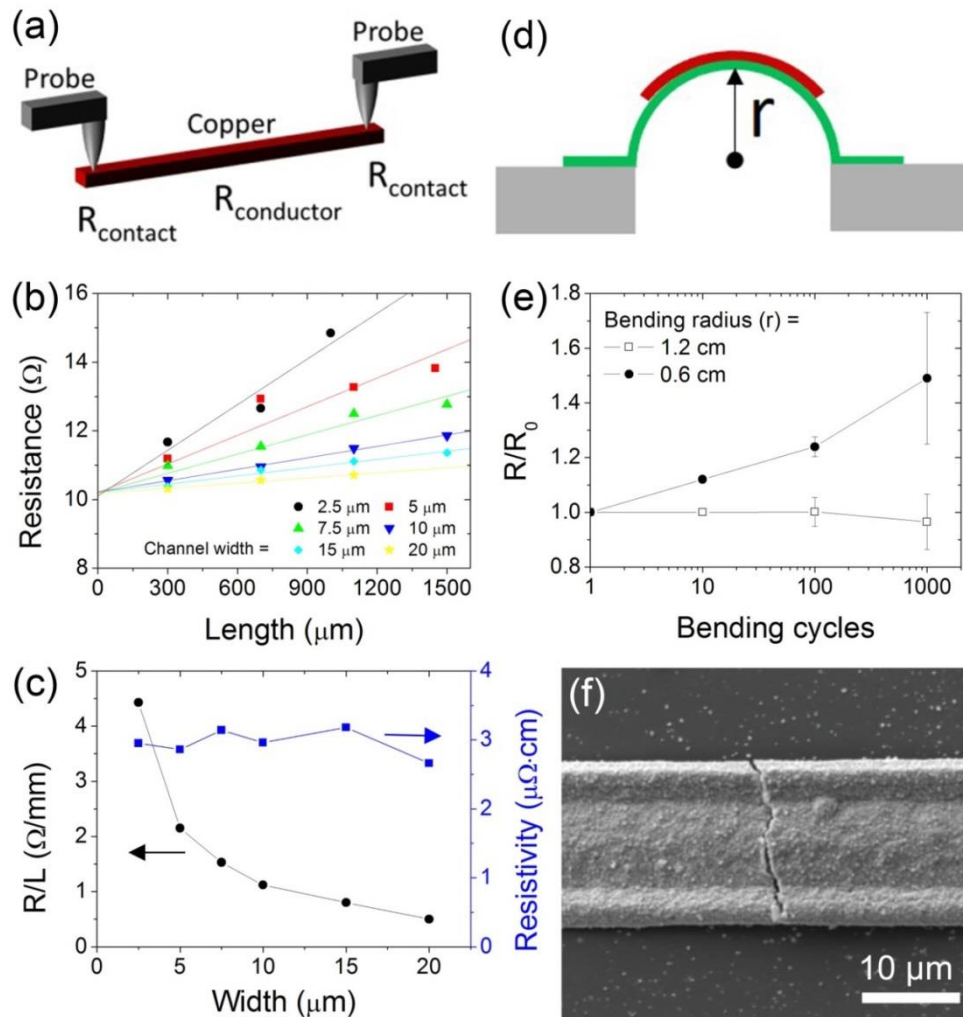 (a)
Probe
Probe
Copper
R_contact
R_conductor
R_contact
(d)
r
(b)
16
14
12
10
8
0 300 600 900 1200 1500
Resistance (Ω)
Length (μm)
2.5 μm
5 μm
7.5 μm
10 μm
Channel width =
15 μm
20 μm
(e)
1.8
1.6
1.4
1.2
1.0
0.8
1 10 100 1000
R/R₀
Bending cycles
Bending radius (r) =
1.2 cm
0.6 cm
(c)
5
4
3
2
1
0
0 5 10 15 20
R/L (Ω/mm)
Width (μm)
4
3
2
1
0
Resistivity (μΩ·cm)
(f)
10 μm